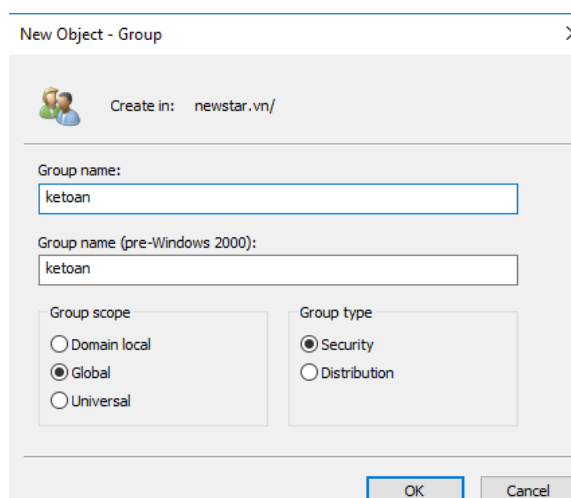 New Object - Group
Create in: newstar.vn/
Group name:
ketoan
Group name (pre-Windows 2000):
ketoan
Group scope
Domain local
Global
Universal
Group type
Security
Distribution
OK Cancel